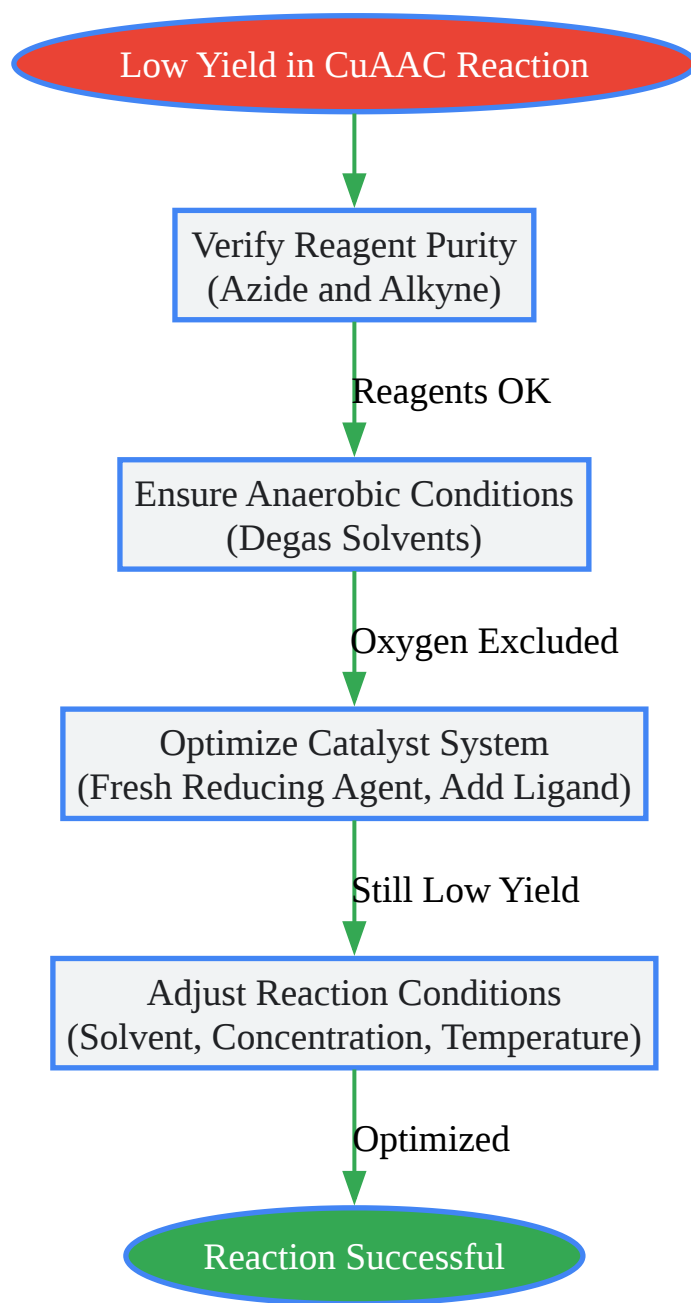 Low Yield in CuAAC Reaction
Verify Reagent Purity
(Azide and Alkyne)
Reagents OK
Ensure Anaerobic Conditions
(Degas Solvents)
Oxygen Excluded
Optimize Catalyst System
(Fresh Reducing Agent, Add Ligand)
Still Low Yield
Adjust Reaction Conditions
(Solvent, Concentration, Temperature)
Optimized
Reaction Successful